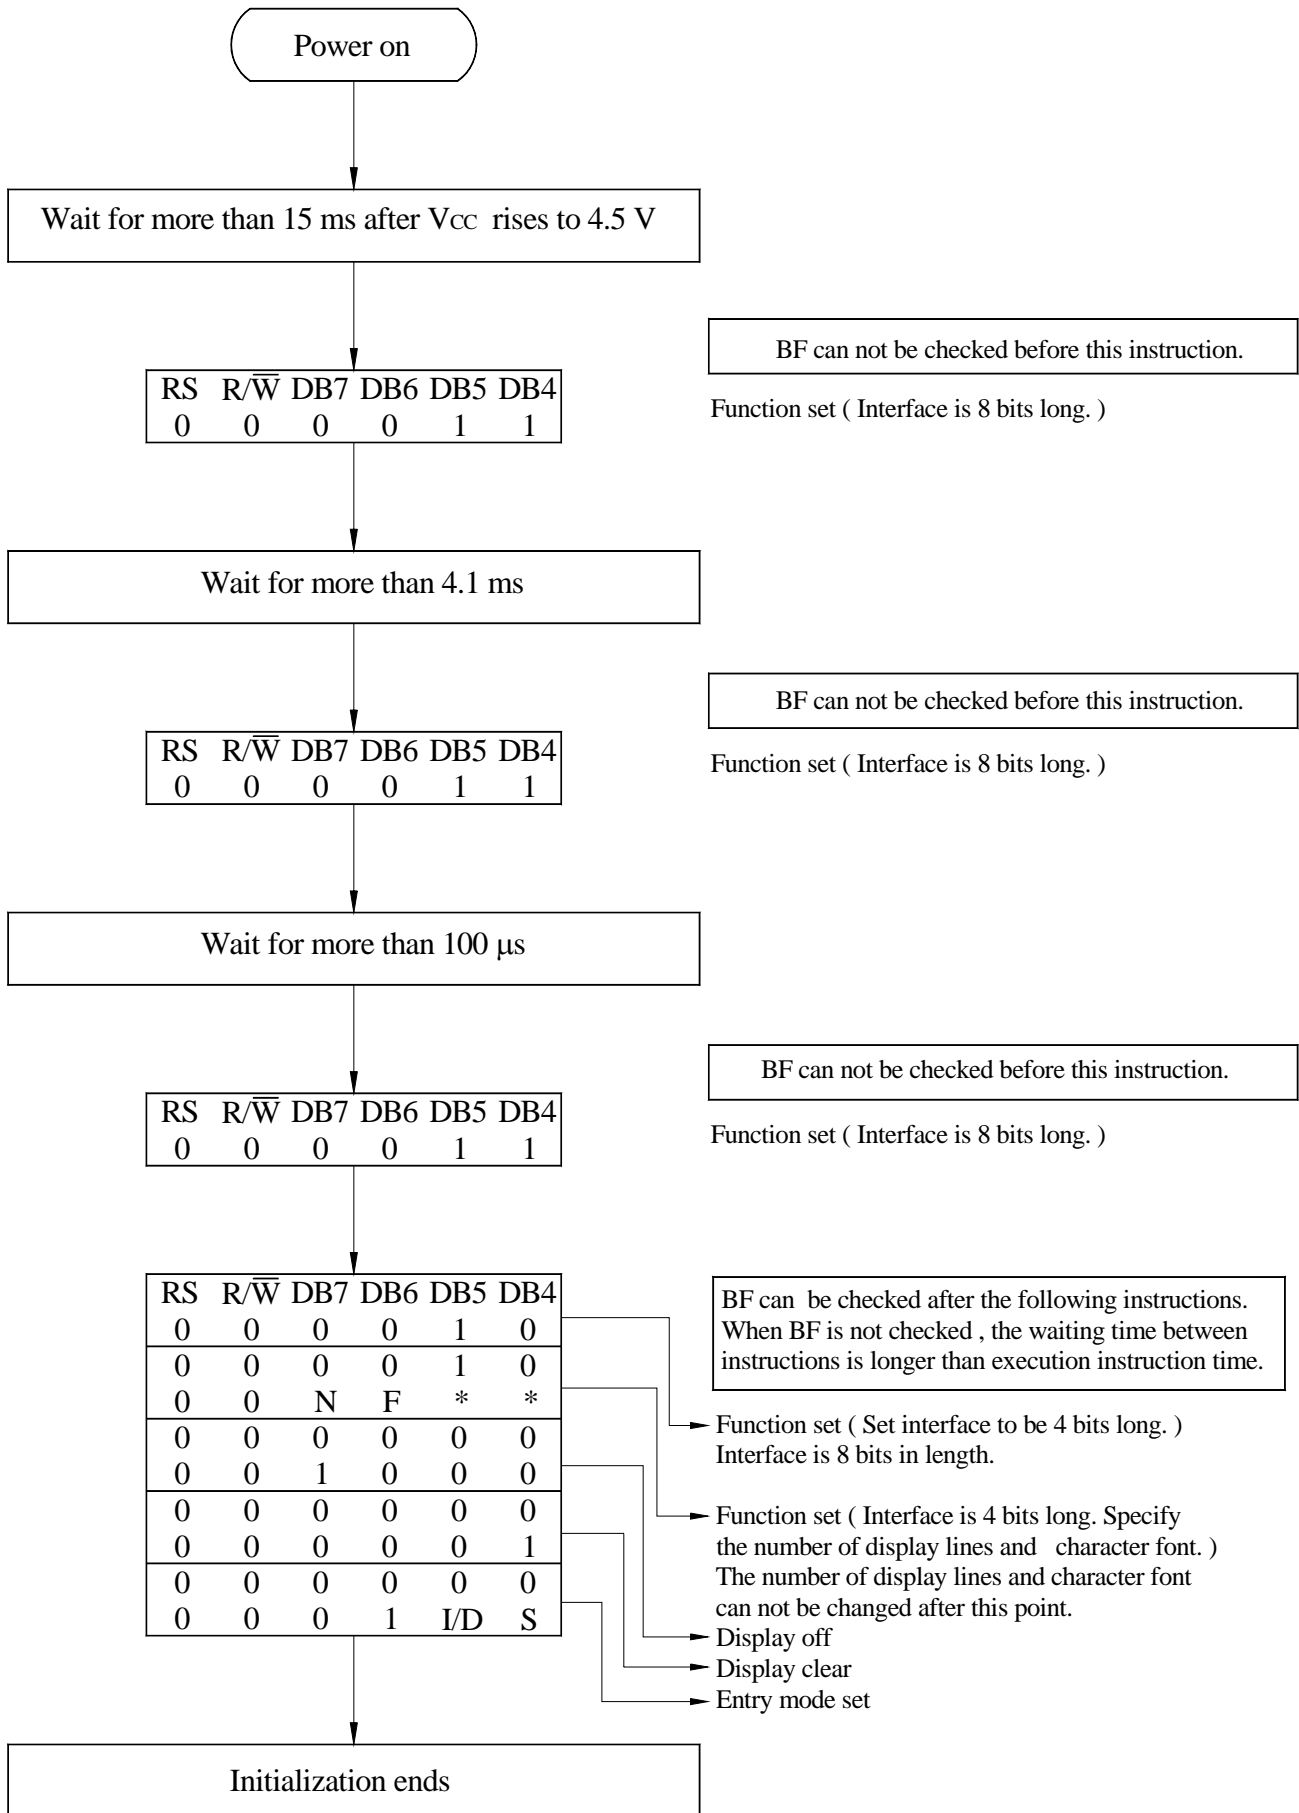 Power on
Wait for more than 15 ms after VCC rises to 4.5 V
BF can not be checked before this instruction.
RS R/W̅ DB7 DB6 DB5 DB4
0 0 0 0 1 1
Function set ( Interface is 8 bits long. )
Wait for more than 4.1 ms
BF can not be checked before this instruction.
RS R/W̅ DB7 DB6 DB5 DB4
0 0 0 0 1 1
Function set ( Interface is 8 bits long. )
Wait for more than 100 μs
BF can not be checked before this instruction.
RS R/W̅ DB7 DB6 DB5 DB4
0 0 0 0 1 1
Function set ( Interface is 8 bits long. )
RS R/W̅ DB7 DB6 DB5 DB4
0 0 0 0 1 0
0 0 0 0 1 0
0 0 N F * *
0 0 0 0 0 0
0 0 1 0 0 0
0 0 0 0 0 0
0 0 0 0 0 1
0 0 0 0 0 0
0 0 0 1 I/D S
BF can be checked after the following instructions.
When BF is not checked , the waiting time between
instructions is longer than execution instruction time.
Function set ( Set interface to be 4 bits long. )
Interface is 8 bits in length.
Function set ( Interface is 4 bits long. Specify
the number of display lines and character font. )
The number of display lines and character font
can not be changed after this point.
Display off
Display clear
Entry mode set
Initialization ends